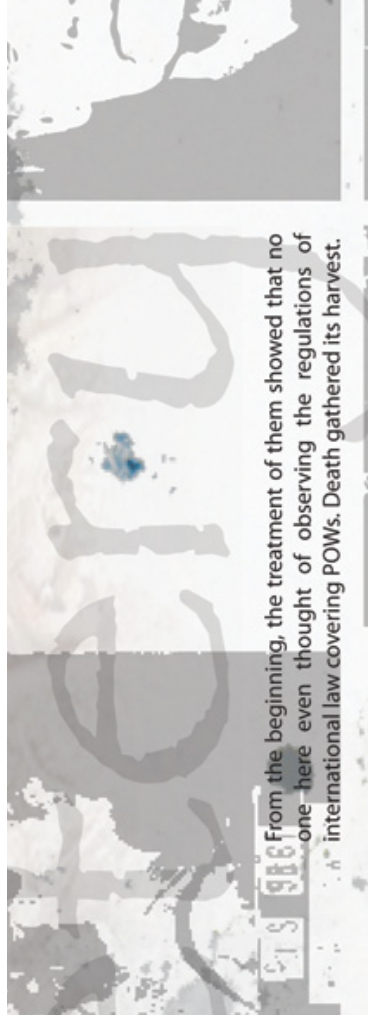 From the beginning, the treatment of them showed that no
one here even thought of observing the regulations of
international law covering POWs. Death gathered its harvest.